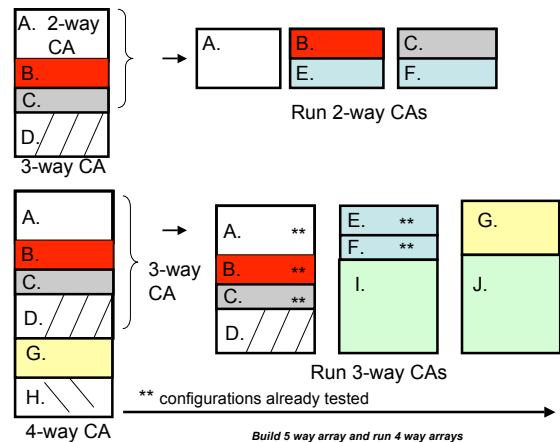 A. 2-way
CA
B.
C.
D.
3-way CA
A.
B.
E.
C.
F.
Run 2-way CAs
A.
B.
C.
D.
G.
H.
4-way CA
3-way
CA
A. **
B. **
C. **
D.
E. **
F. **
I.
G.
J.
Run 3-way CAs
** configurations already tested
Build 5 way array and run 4 way arrays